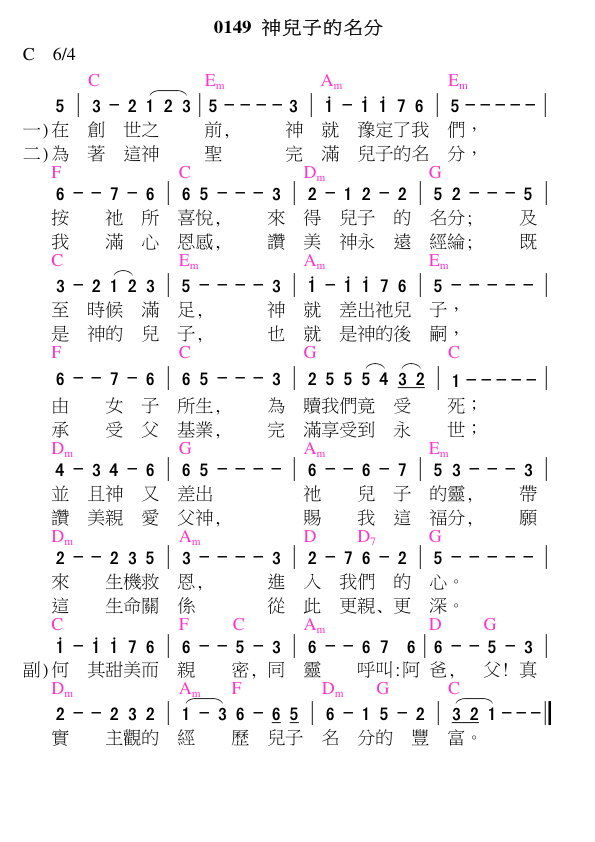 0149 神兒子的名分
C 6/4
C Em Am Em
5 | 3 - 2 1 2 3 | 5 - - - - 3 | i - i i 7 6 | 5 - - - - - |
一)在 創 世之 前, 神 就 豫定了我 們,
二)為 著 這神 聖 完 滿 兒子的名 分,
F C Dm G
6 - - 7 - 6 | 6 5 - - - 3 | 2 - 1 2 - 2 | 5 2 - - - 5 |
按 祂 所 喜悅, 來 得 兒子 的 名分; 及
我 滿 心 恩感, 讚 美 神永 遠 經綸; 既
C Em Am Em
3 - 2 1 2 3 | 5 - - - - 3 | i - i i 7 6 | 5 - - - - - |
至 時候 滿 足, 神 就 差出祂兒 子,
是 神的 兒 子, 也 就 是神的後 嗣,
F C G C
6 - - 7 - 6 | 6 5 - - - 3 | 2 5 5 5 4 3 2 | 1 - - - - - |
由 女 子 所生, 為 贖我們竟 受 死;
承 受 父 基業, 完 滿享受到 永 世;
Dm G Am Em
4 - 3 4 - 6 | 6 5 - - - - | 6 - - 6 - 7 | 5 3 - - - 3 |
並 且神 又 差出 祂 兒 子 的靈, 帶
讚 美親 愛 父神, 賜 我 這 福分, 願
Dm Am D D7 G
2 - - 2 3 5 | 3 - - - - 3 | 2 - 7 6 - 2 | 5 - - - - - |
來 生機救 恩, 進 入 我們 的 心。
這 生命關 係 從 此 更親、更 深。
C F C Am D G
i - i i 7 6 | 6 - - 5 - 3 | 6 - - 6 7 6 | 6 - - 5 - 3 |
副)何 其甜美而 親 密, 同 靈 呼叫:阿 爸, 父! 真
Dm Am F Dm G C
2 - - 2 3 2 | 1 - 3 6 - 6 5 | 6 - 1 5 - 2 | 3 2 1 - - - ||
實 主觀的 經 歷 兒子 名 分的 豐 富。